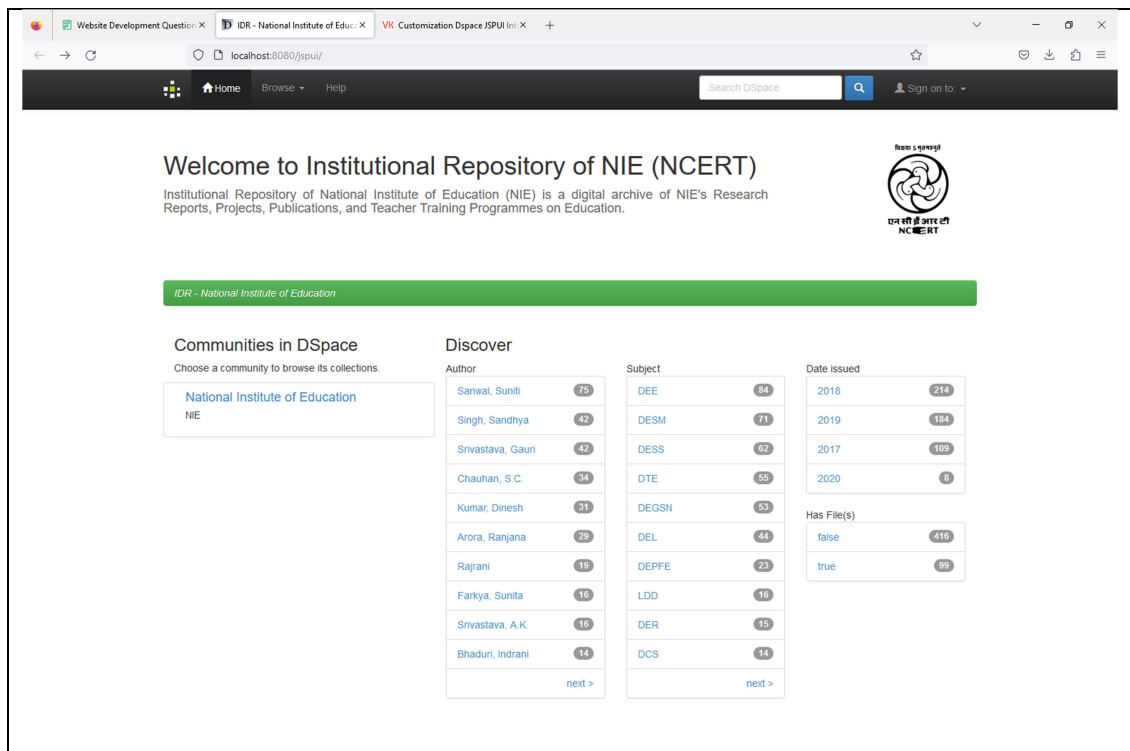 Website Development Question
IDR - National Institute of Educ
VK Customization Dspace JSPUI Int
localhost:8080/jspui/
Home Browse Help
Search DSpace
Sign on to:
Welcome to Institutional Repository of NIE (NCERT)
Institutional Repository of National Institute of Education (NIE) is a digital archive of NIE's Research
Reports, Projects, Publications, and Teacher Training Programmes on Education.
एन सी ई आर टी
NCERT
IDR - National Institute of Education
Communities in DSpace
Choose a community to browse its collections.
National Institute of Education
NIE
Discover
Author
Sanwal, Suniti 75
Singh, Sandhya 42
Srivastava, Gauri 42
Chauhan, S.C. 34
Kumar, Dinesh 31
Arora, Ranjana 29
Rajrani 19
Farkya, Sunita 16
Srivastava, A.K. 16
Bhaduri, Indrani 14
next >
Subject
DEE 84
DESM 71
DESS 62
DTE 55
DEGSN 53
DEL 44
DEPFE 23
LDD 16
DER 15
DCS 14
next >
Date issued
2018 214
2019 184
2017 109
2020 8
Has File(s)
false 416
true 99